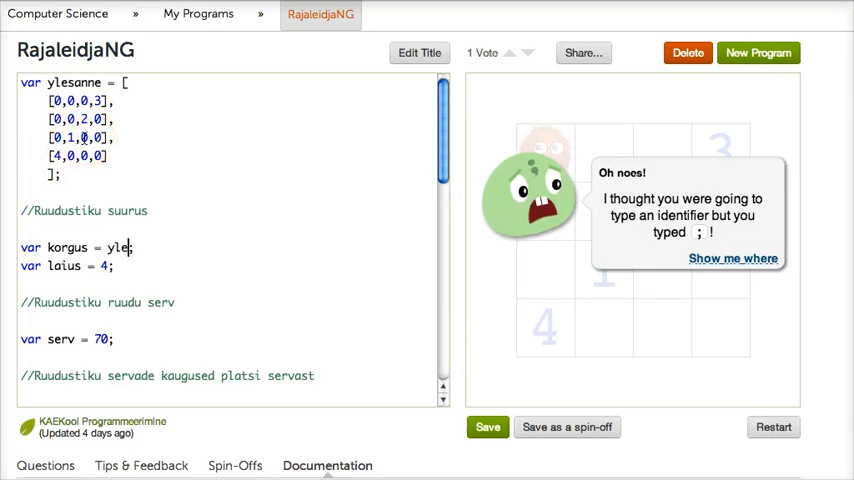 Computer Science » My Programs » RajaleidjaNG
RajaleidjaNG
Edit Title
1 Vote
Share...
Delete
New Program
var ylesanne = [
[0,0,0,3],
[0,0,2,0],
[0,1,0,0],
[4,0,0,0]
];
//Ruudustiku suurus
var korgus = yle;
var laius = 4;
//Ruudustiku ruudu serv
var serv = 70;
//Ruudustiku servade kaugused platsi servast
3
1
4
Oh noes!
I thought you were going to
type an identifier but you
typed ; !
Show me where
KAEKool Programmeerimine
(Updated 4 days ago)
Save
Save as a spin-off
Restart
Questions
Tips & Feedback
Spin-Offs
Documentation